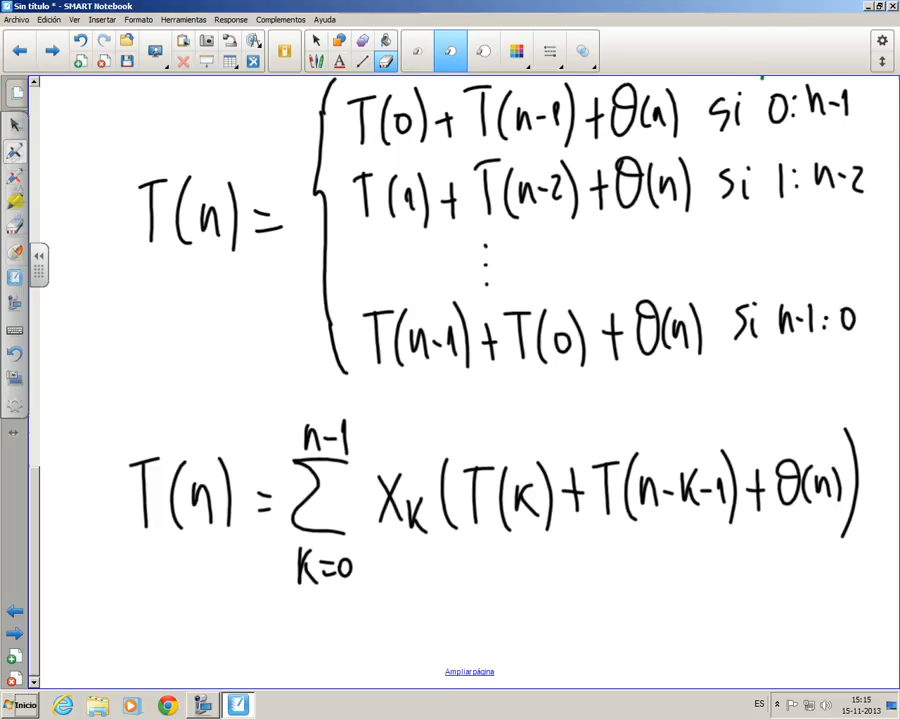 Sin título * - SMART Notebook
Archivo Edición Ver Insertar Formato Herramientas Response Complementos Ayuda
T(0) + T(n-1) + Θ(n) si 0:n-1
T(n) = T(1) + T(n-2) + Θ(n) si 1:n-2
⋮
T(n-1) + T(0) + Θ(n) si n-1:0
n-1
T(n) = Σ X_K (T(K) + T(n-K-1) + Θ(n))
K=0
Ampliar página
Inicio ES 15:15
15-11-2013